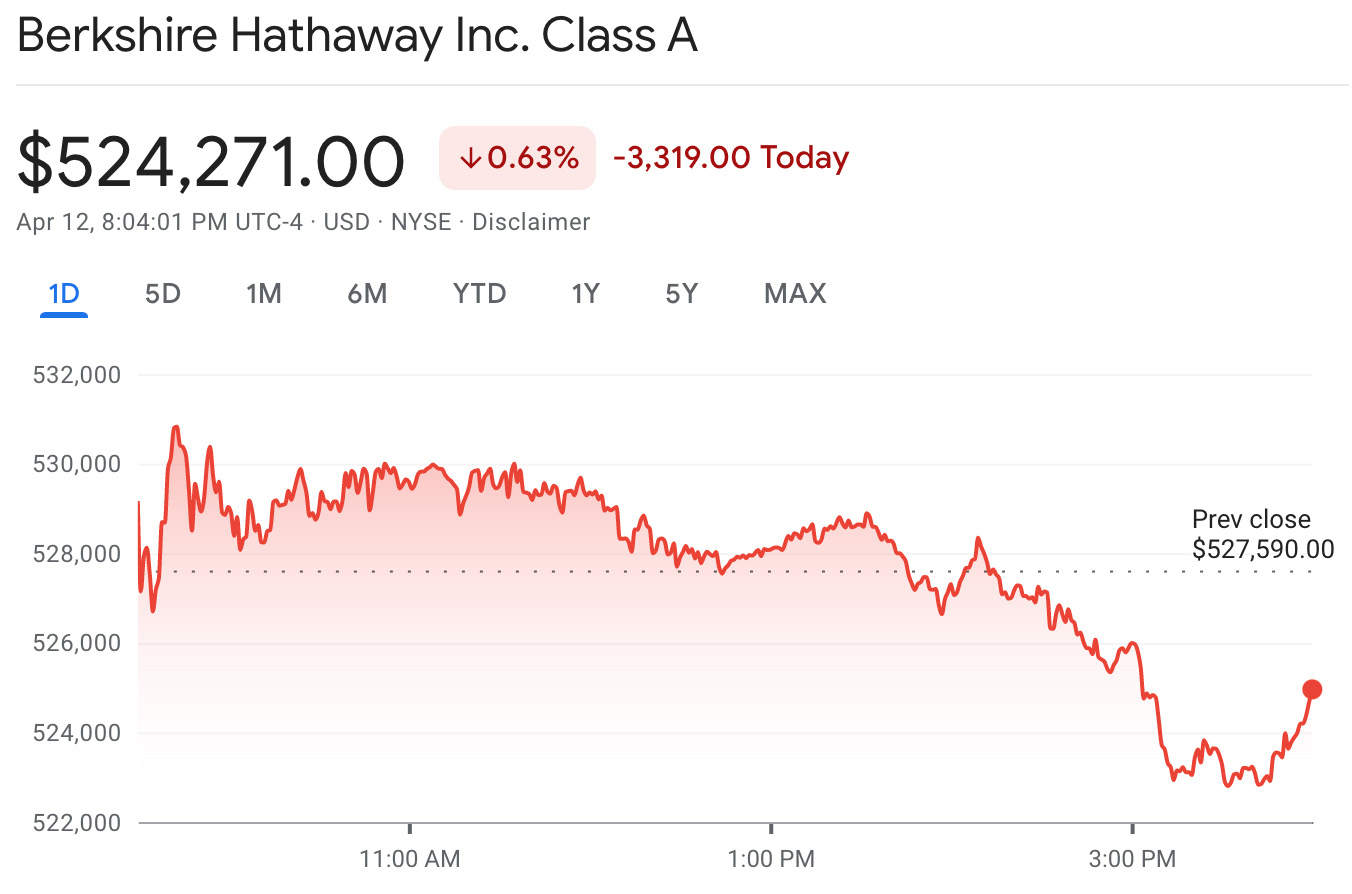 Berkshire Hathaway Inc. Class A
$524,271.00 ↓0.63% -3,319.00 Today
Apr 12, 8:04:01 PM UTC-4 · USD · NYSE · Disclaimer
1D 5D 1M 6M YTD 1Y 5Y MAX
532,000
530,000
Prev close
$527,590.00
528,000
526,000
524,000
522,000
11:00 AM 1:00 PM 3:00 PM